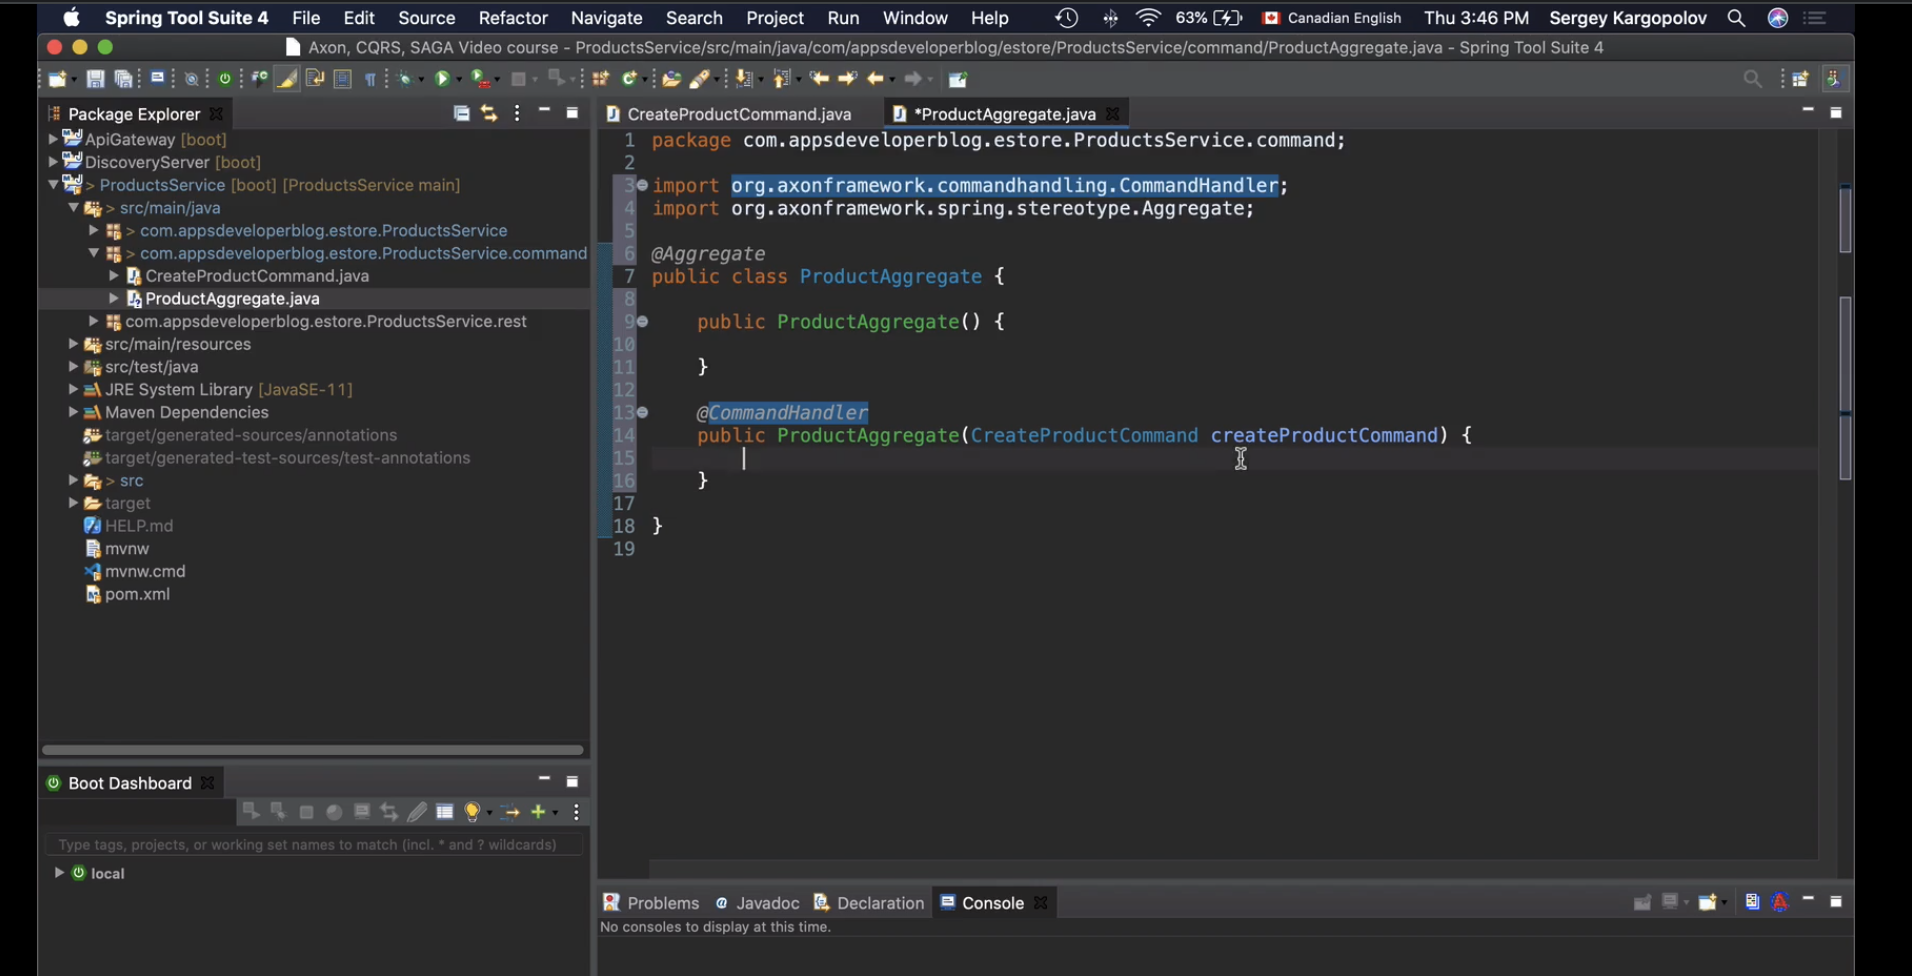 Spring Tool Suite 4 File Edit Source Refactor Navigate Search Project Run Window Help 63% Canadian English Thu 3:46 PM Sergey Kargopolov
Axon, CQRS, SAGA Video course - ProductsService/src/main/java/com/appsdeveloperblog/estore/ProductsService/command/ProductAggregate.java - Spring Tool Suite 4
Package Explorer
ApiGateway [boot]
DiscoveryServer [boot]
> ProductsService [boot] [ProductsService main]
> src/main/java
> com.appsdeveloperblog.estore.ProductsService
> com.appsdeveloperblog.estore.ProductsService.command
CreateProductCommand.java
ProductAggregate.java
com.appsdeveloperblog.estore.ProductsService.rest
src/main/resources
src/test/java
JRE System Library [JavaSE-11]
Maven Dependencies
target/generated-sources/annotations
target/generated-test-sources/test-annotations
> src
target
HELP.md
mvnw
mvnw.cmd
pom.xml
CreateProductCommand.java *ProductAggregate.java
1 package com.appsdeveloperblog.estore.ProductsService.command;
2
3 import org.axonframework.commandhandling.CommandHandler;
4 import org.axonframework.spring.stereotype.Aggregate;
5
6 @Aggregate
7 public class ProductAggregate {
8
9 public ProductAggregate() {
10
11 }
12
13 @CommandHandler
14 public ProductAggregate(CreateProductCommand createProductCommand) {
15
16 }
17
18 }
19
Boot Dashboard
Type tags, projects, or working set names to match (incl. * and ? wildcards)
local
Problems Javadoc Declaration Console
No consoles to display at this time.